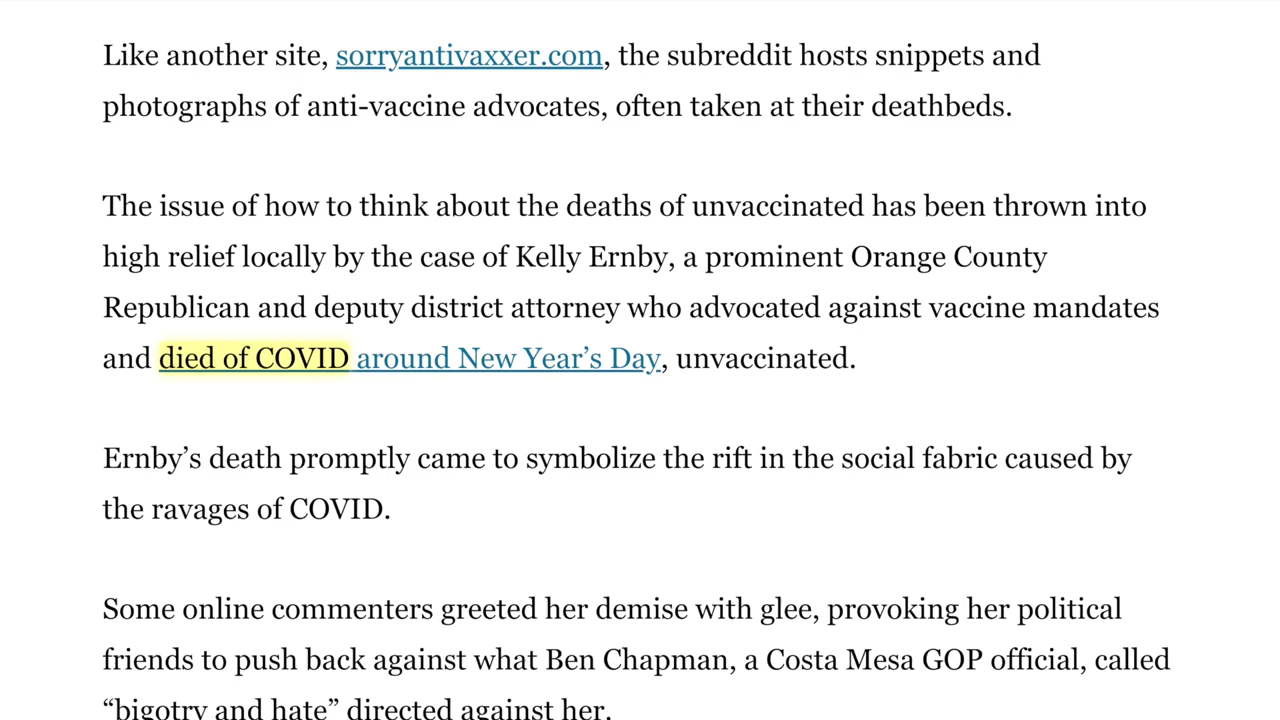 Like another site, sorryantivaxxer.com, the subreddit hosts snippets and
photographs of anti-vaccine advocates, often taken at their deathbeds.
The issue of how to think about the deaths of unvaccinated has been thrown into
high relief locally by the case of Kelly Ernby, a prominent Orange County
Republican and deputy district attorney who advocated against vaccine mandates
and died of COVID around New Year’s Day, unvaccinated.
Ernby’s death promptly came to symbolize the rift in the social fabric caused by
the ravages of COVID.
Some online commenters greeted her demise with glee, provoking her political
friends to push back against what Ben Chapman, a Costa Mesa GOP official, called
“bigotry and hate” directed against her.